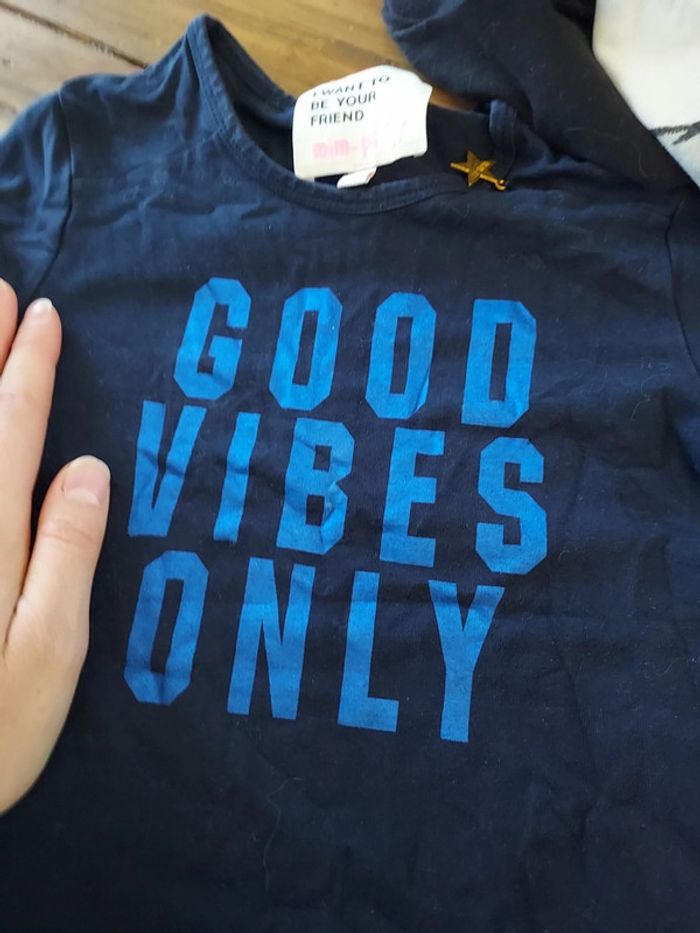 I WANT TO
BE YOUR
FRIEND
GOOD
VIBES
ONLY